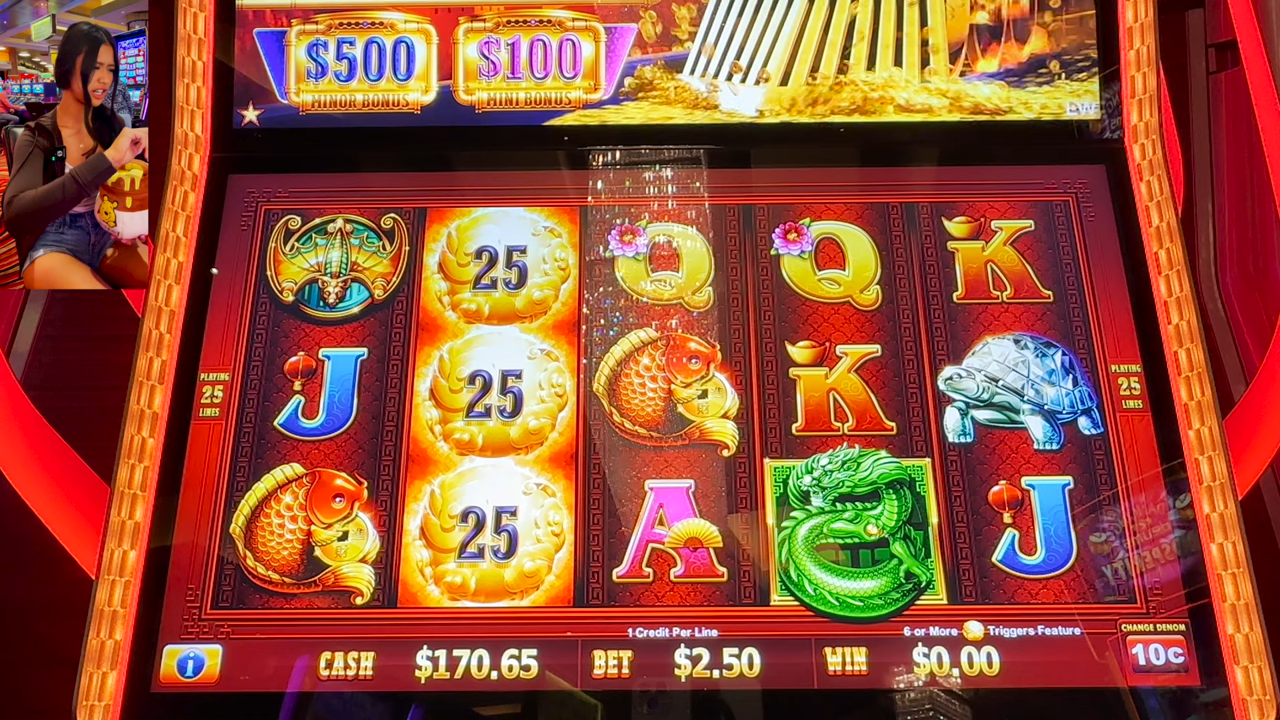 $500
MINOR BONUS
$100
MINI BONUS
25
Q
Q
K
J
25
K
25
A
J
PLAYING
25
LINES
PLAYING
25
LINES
1 Credit Per Line
6 or More Triggers Feature
CASH $170.65 BET $2.50 WIN $0.00
CHANGE DENOM
10¢